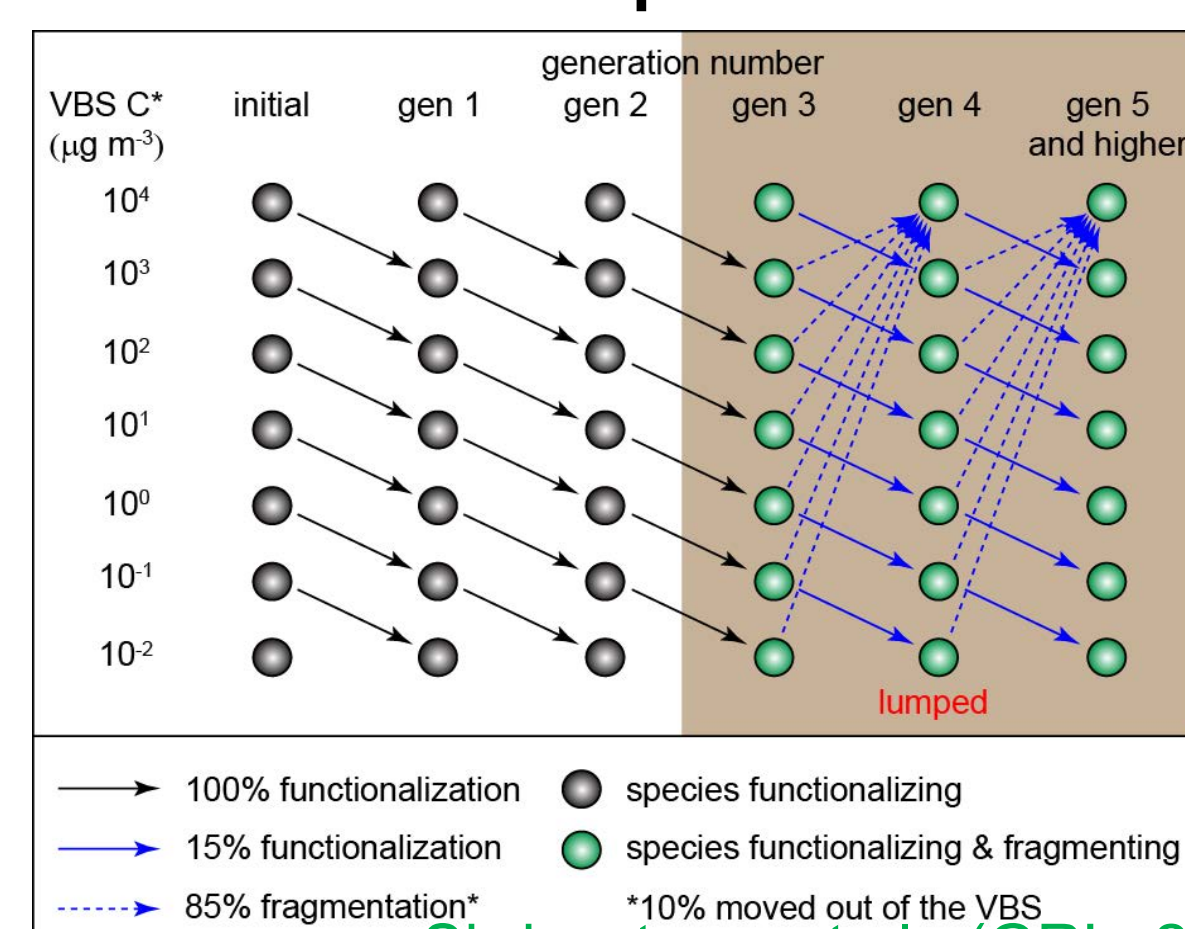 generation number
VBS C* initial gen 1 gen 2 gen 3 gen 4 gen 5
(μg m-3) and higher
10⁴
10³
10²
10¹
10⁰
10⁻¹
10⁻²
lumped
100% functionalization species functionalizing
15% functionalization species functionalizing & fragmenting
85% fragmentation* *10% moved out of the VBS